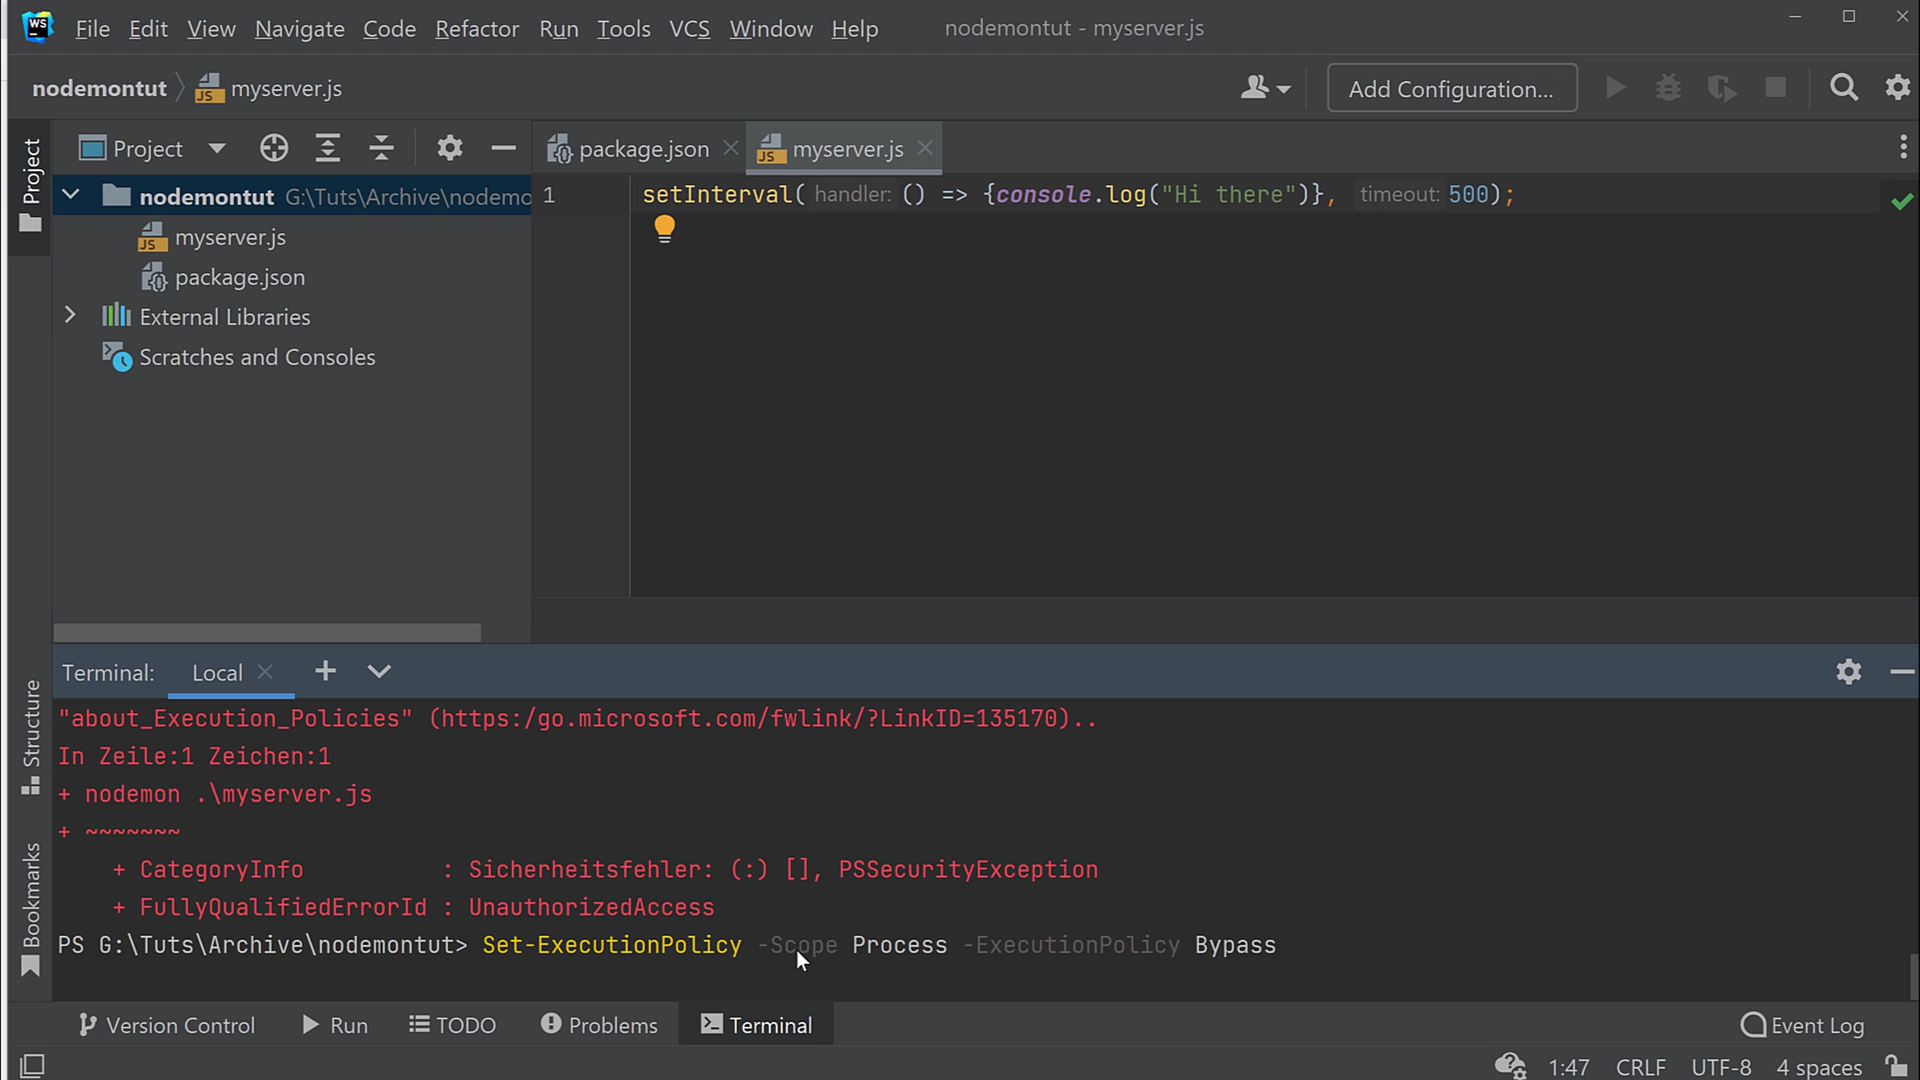 WS
File Edit View Navigate Code Refactor Run Tools VCS Window Help nodemontut - myserver.js
nodemontut myserver.js Add Configuration...
Project
Project package.json myserver.js
nodemontut G:\Tuts\Archive\nodemo
myserver.js
package.json
External Libraries
Scratches and Consoles
1 setInterval( handler: () => {console.log("Hi there")}, timeout: 500);
Terminal: Local
Structure
Bookmarks
"about_Execution_Policies" (https:/go.microsoft.com/fwlink/?LinkID=135170)..
In Zeile:1 Zeichen:1
+ nodemon .\myserver.js
+ ~~~~~~~
+ CategoryInfo : Sicherheitsfehler: (:) [], PSSecurityException
+ FullyQualifiedErrorId : UnauthorizedAccess
PS G:\Tuts\Archive\nodemontut> Set-ExecutionPolicy -Scope Process -ExecutionPolicy Bypass
Version Control Run TODO Problems Terminal Event Log
1:47 CRLF UTF-8 4 spaces